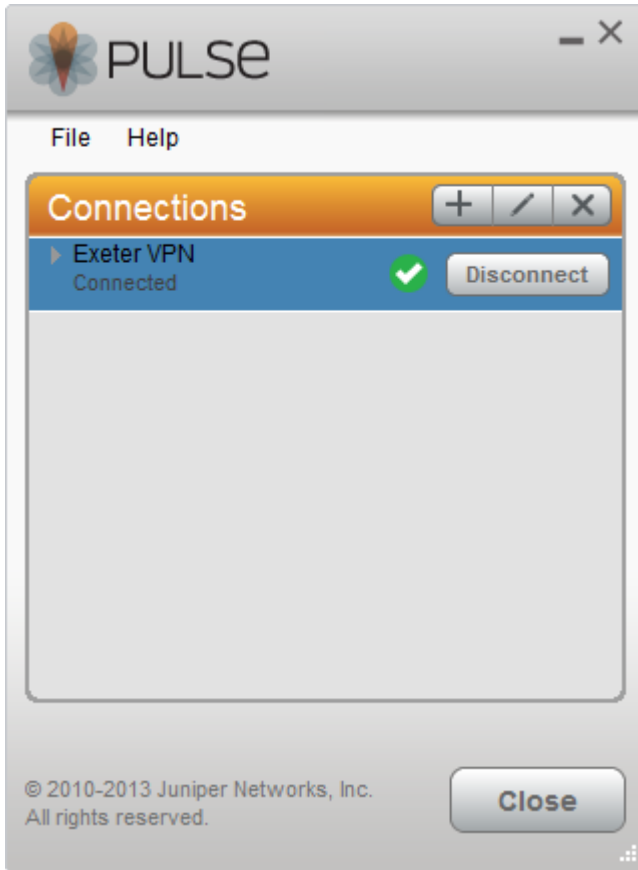 PULSE
File Help
Connections
Exeter VPN
Connected
Disconnect
© 2010-2013 Juniper Networks, Inc.
All rights reserved.
Close